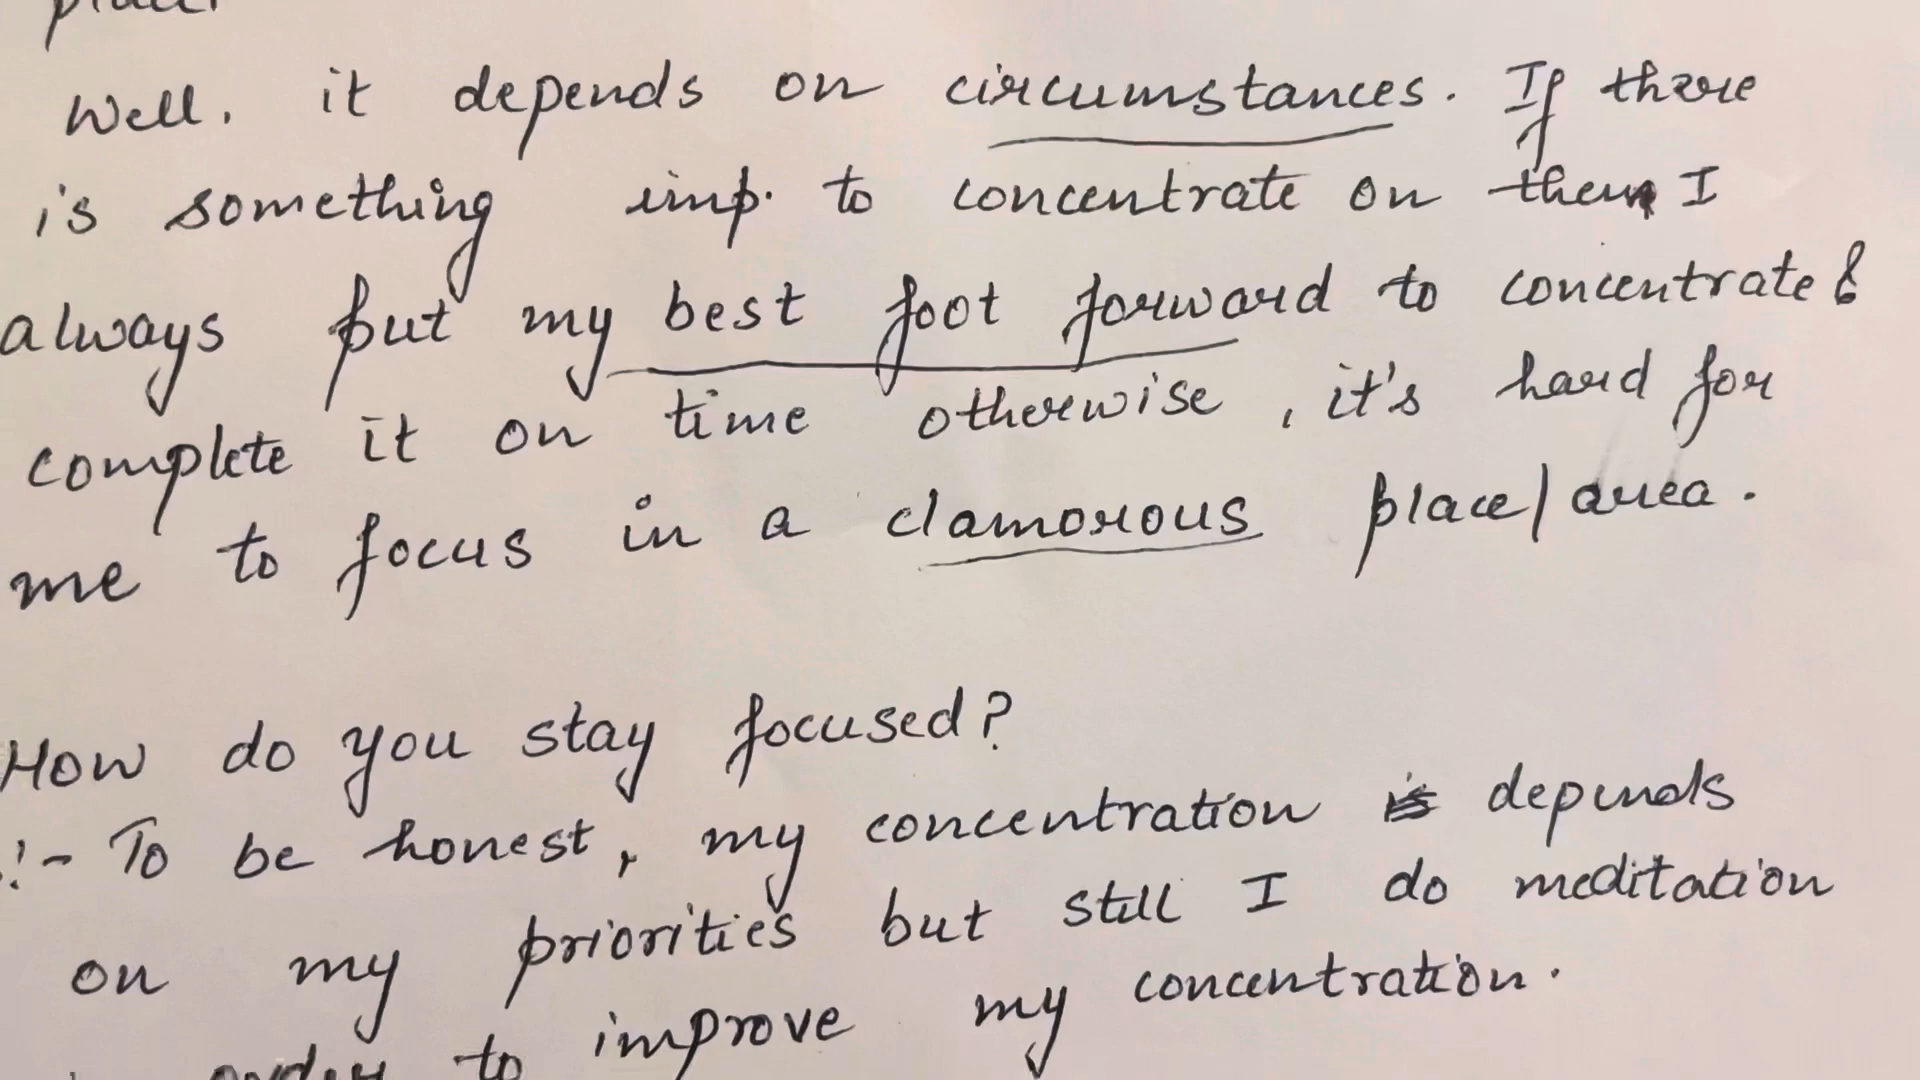 Well, it depends on circumstances. If there
is something imp. to concentrate on then I
always put my best foot forward to concentrate &
complete it on time otherwise, it's hard for
me to focus in a clamorous place/area.
How do you stay focused?
:- To be honest, my concentration depends
on my priorities but still I do meditation
order to improve my concentration.